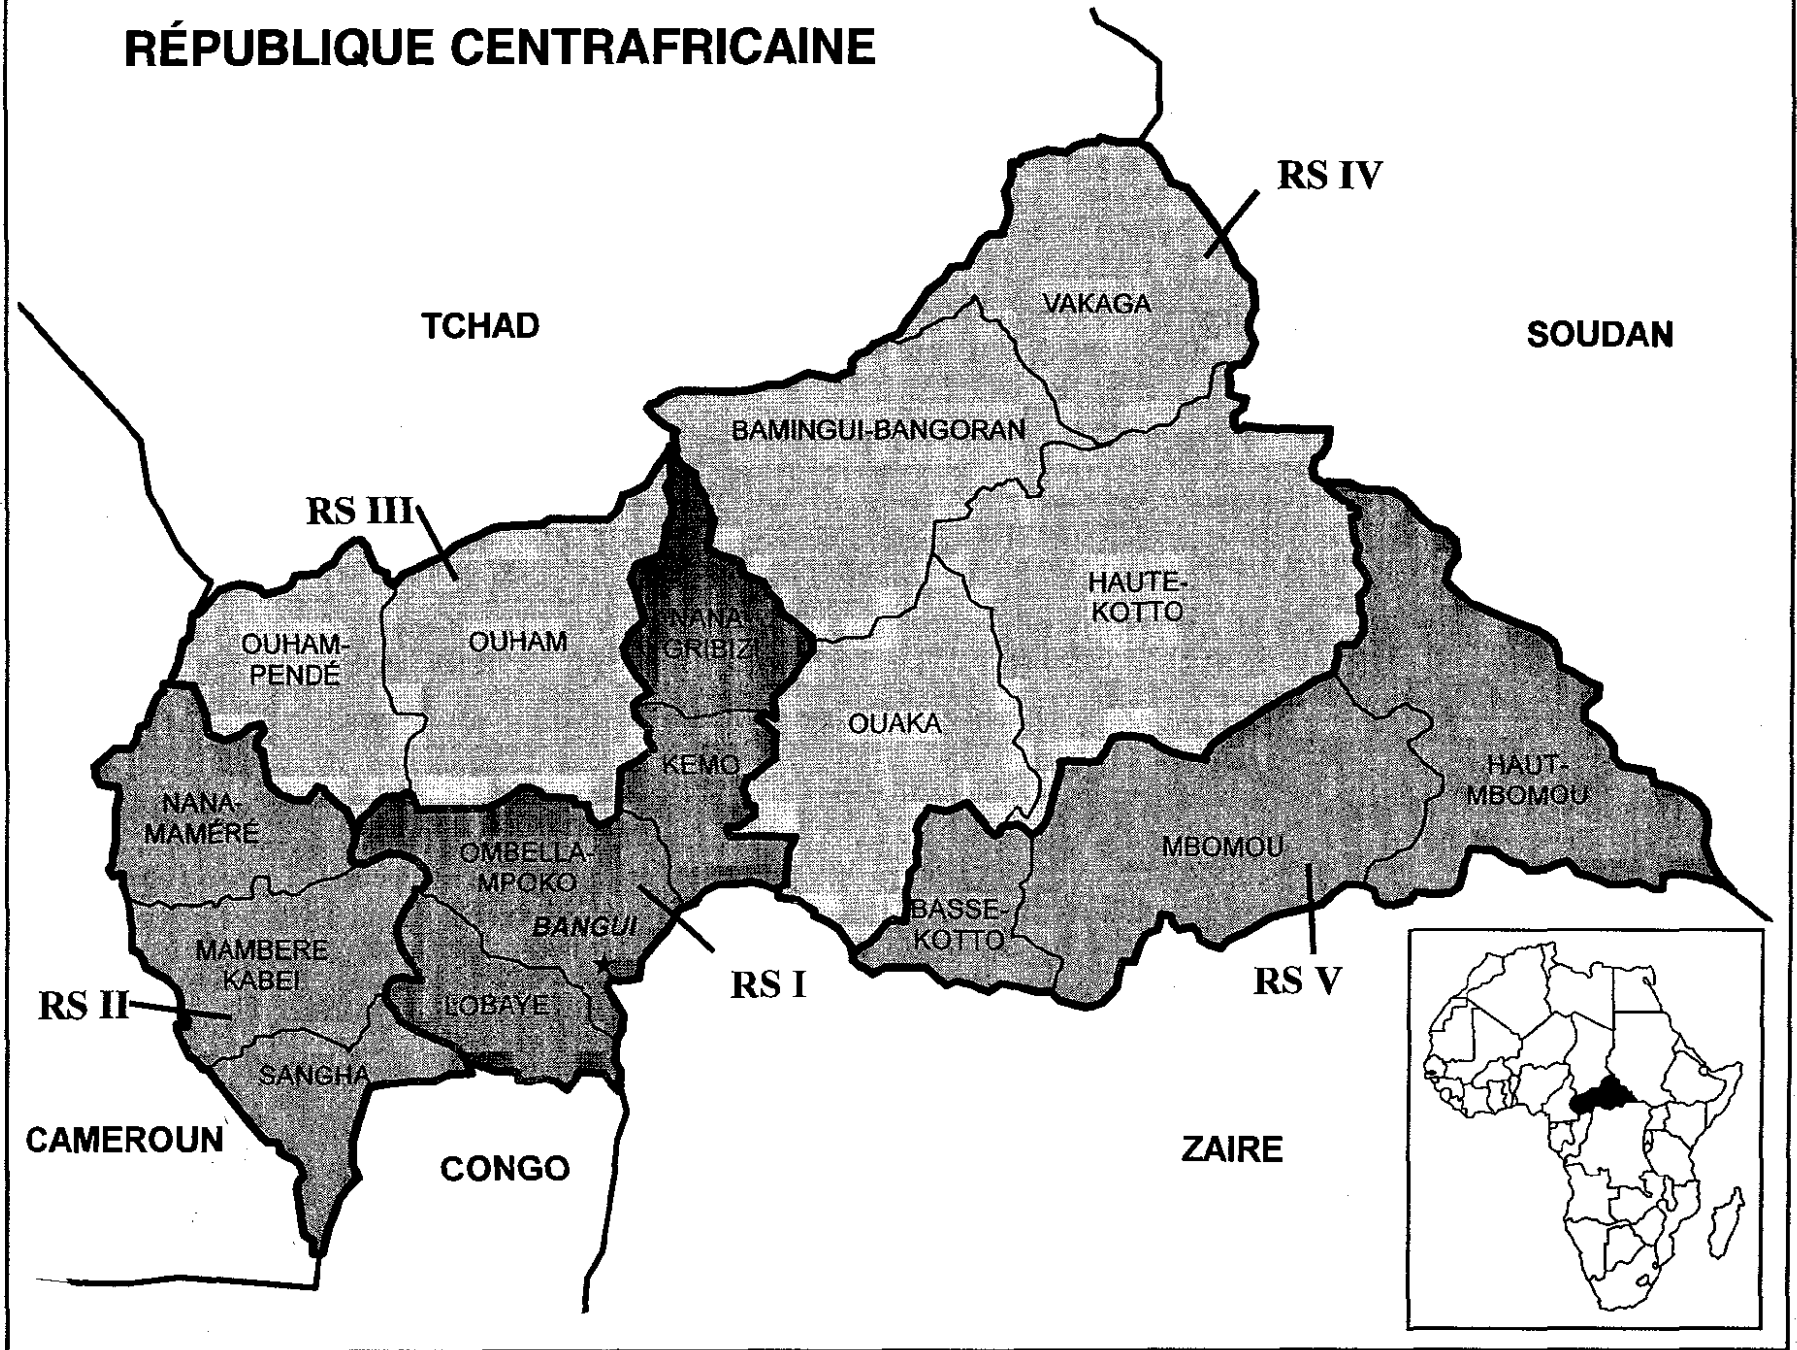 RÉPUBLIQUE CENTRAFRICAINE
RS IV
VAKAGA
TCHAD
SOUDAN
BAMINGUI-BANGORAN
RS III
HAUTE-
KOTTO
NANA-
GRIBIZI
OUHAM-
PENDÉ
OUHAM
OUAKA
KEMO
HAUT-
MBOMOU
NANA-
MAMÉRÉ
OMBELLA-
MPOKO
MBOMOU
BASSE-
KOTTO
BANGUI
MAMBERE
KABEI
RS I
RS V
RS II
LOBAYE
SANGHA
CAMEROUN
CONGO
ZAIRE